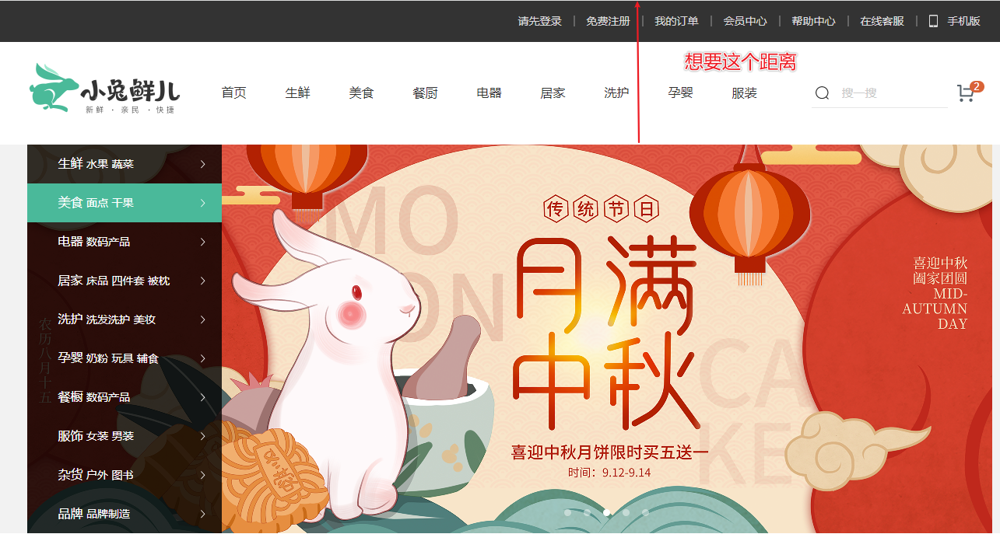 请先登录 免费注册 我的订单 会员中心 帮助中心 在线客服 手机版
想要这个距离
小兔鲜儿
新鲜 · 亲民 · 快捷
首页 生鲜 美食 餐厨 电器 居家 洗护 孕婴 服装 搜一搜 2
生鲜 水果 蔬菜
美食 面点 干果
电器 数码产品
居家 床品 四件套 被枕
洗护 洗发洗护 美妆
孕婴 奶粉 玩具 辅食
餐橱 数码产品
服饰 女装 男装
杂货 户外 图书
品牌 品牌制造
农历八月十五
MO
ON
CA
KE
传统节日
月满
中秋
喜迎中秋月饼限时买五送一
时间：9.12-9.14
喜迎中秋
阖家团圆
MID-
AUTUMN
DAY